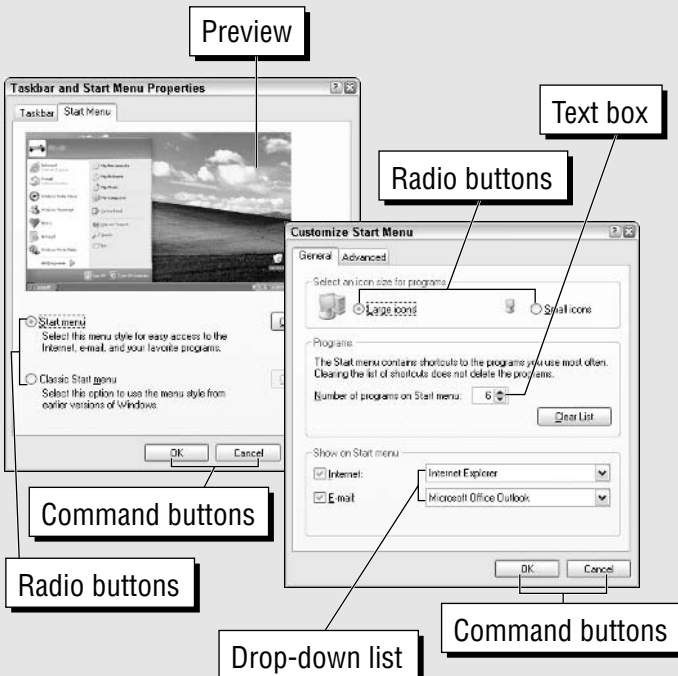 Preview
Taskbar and Start Menu Properties
Taskbar
Start Menu
Text box
Radio buttons
Customize Start Menu
General
Advanced
Select an icon size for programs
Large icons
Small icons
Start menu
Select this menu style for easy access to the
Internet, e-mail, and your favorite programs.
Classic Start menu
Select this option to use the menu style from
earlier versions of Windows.
OK
Cancel
Programs
The Start menu contains shortcuts to the programs you use most often.
Clearing the list of shortcuts does not delete the programs.
Number of programs on Start menu:
6
Clear List
Show on Start menu
Internet:
Internet Explorer
E-mail:
Microsoft Office Outlook
OK
Cancel
Command buttons
Radio buttons
Command buttons
Drop-down list